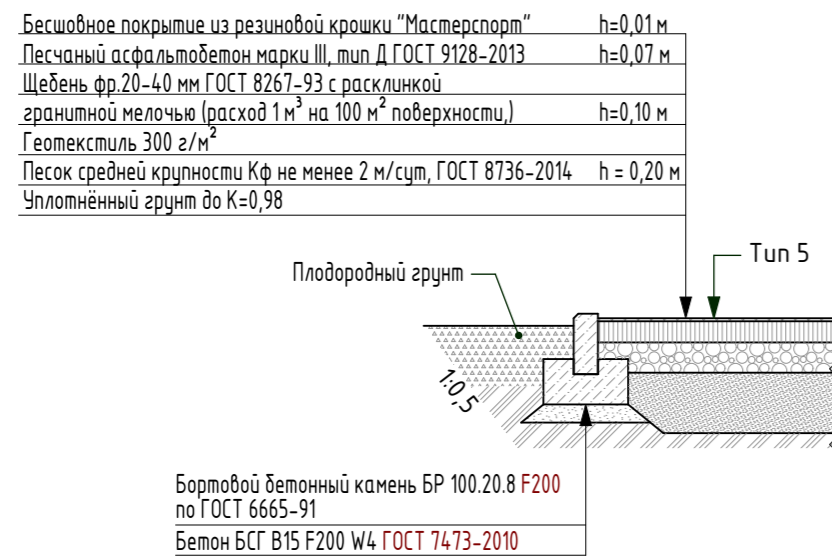 Бесшовное покрытие из резиновой крошки "Мастерспорт" h=0,01 м
Песчаный асфальтобетон марки III, тип Д ГОСТ 9128-2013 h=0,07 м
Щебень фр.20-40 мм ГОСТ 8267-93 с расклинкой
гранитной мелочью (расход 1 м³ на 100 м² поверхности,) h=0,10 м
Геотекстиль 300 г/м²
Песок средней крупности Кф не менее 2 м/сут, ГОСТ 8736-2014 h = 0,20 м
Уплотнённый грунт до К=0,98
Тип 5
Плодородный грунт
1:0,5
Бортовой бетонный камень БР 100.20.8 F200
по ГОСТ 6665-91
Бетон БСГ В15 F200 W4 ГОСТ 7473-2010